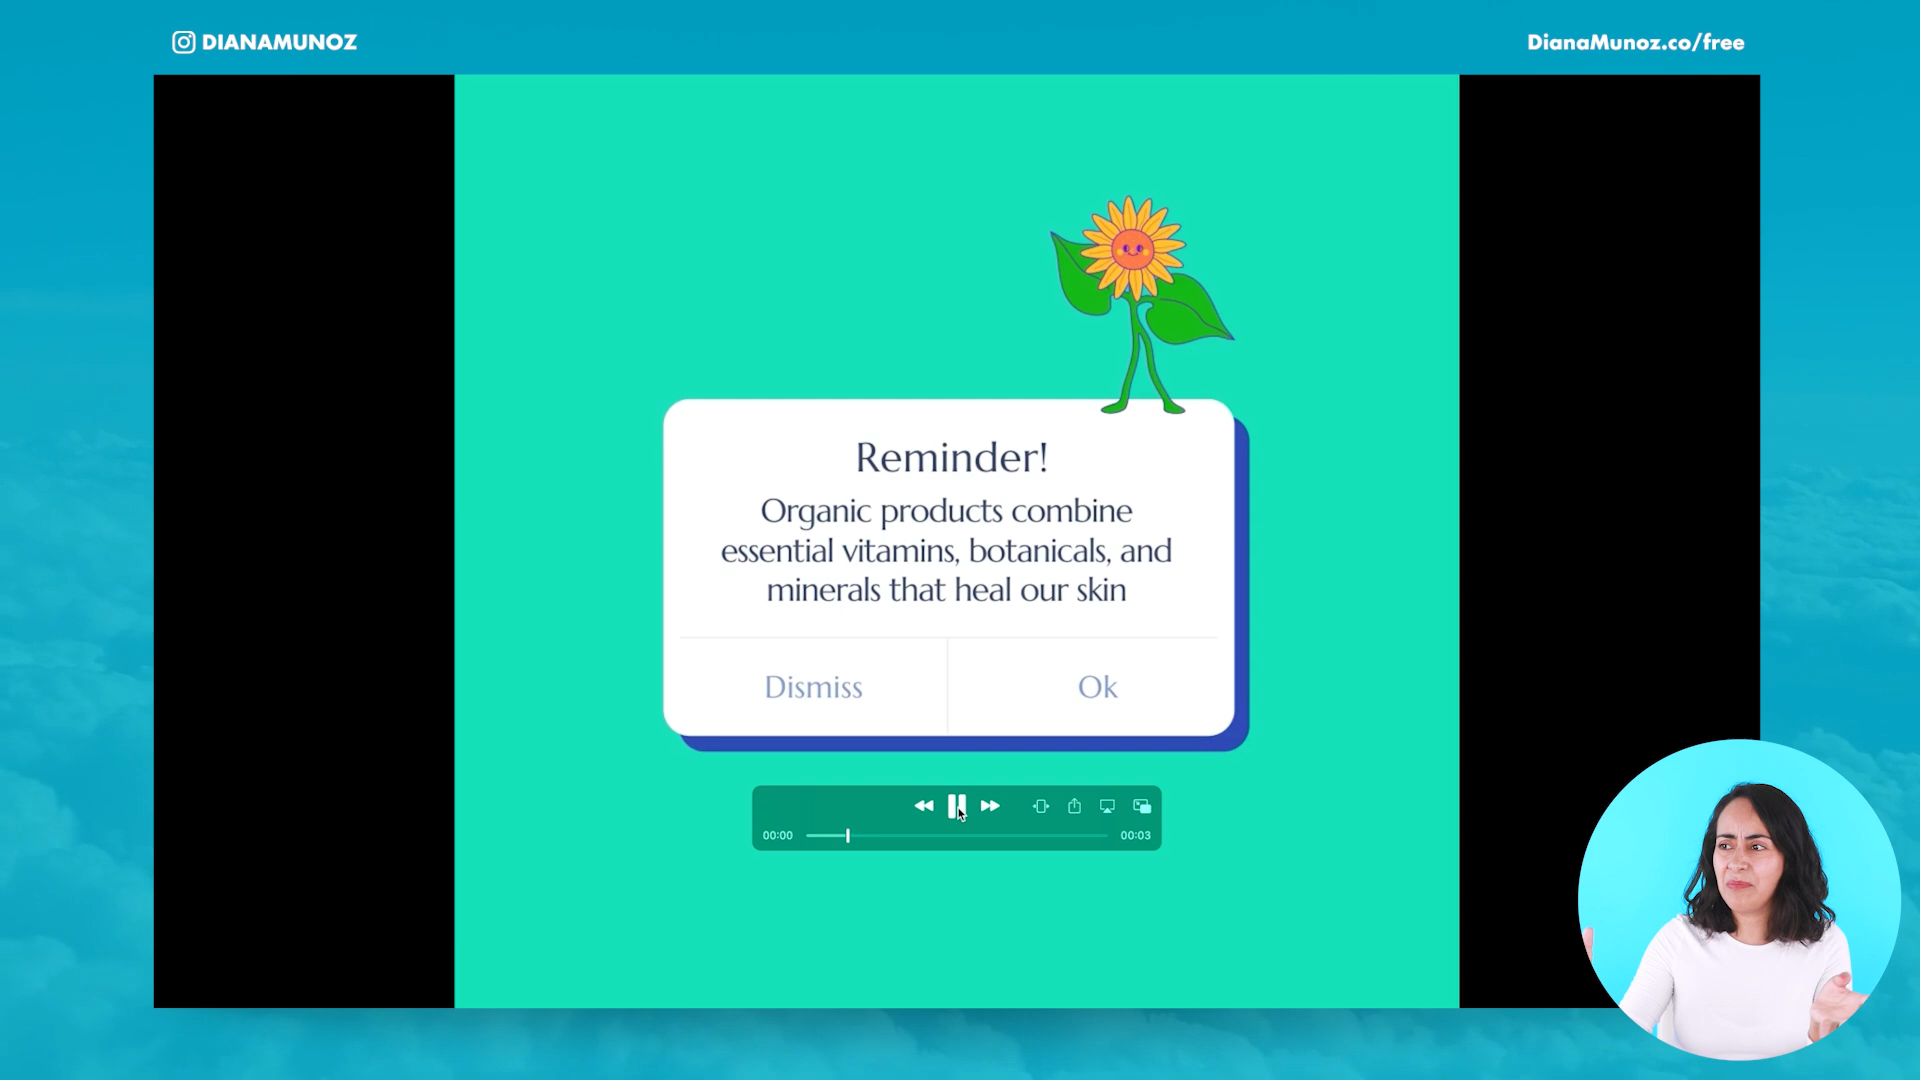 DIANAMUNOZ
DianaMunoz.co/free
Reminder!
Organic products combine
essential vitamins, botanicals, and
minerals that heal our skin
Dismiss
Ok
00:00
00:03